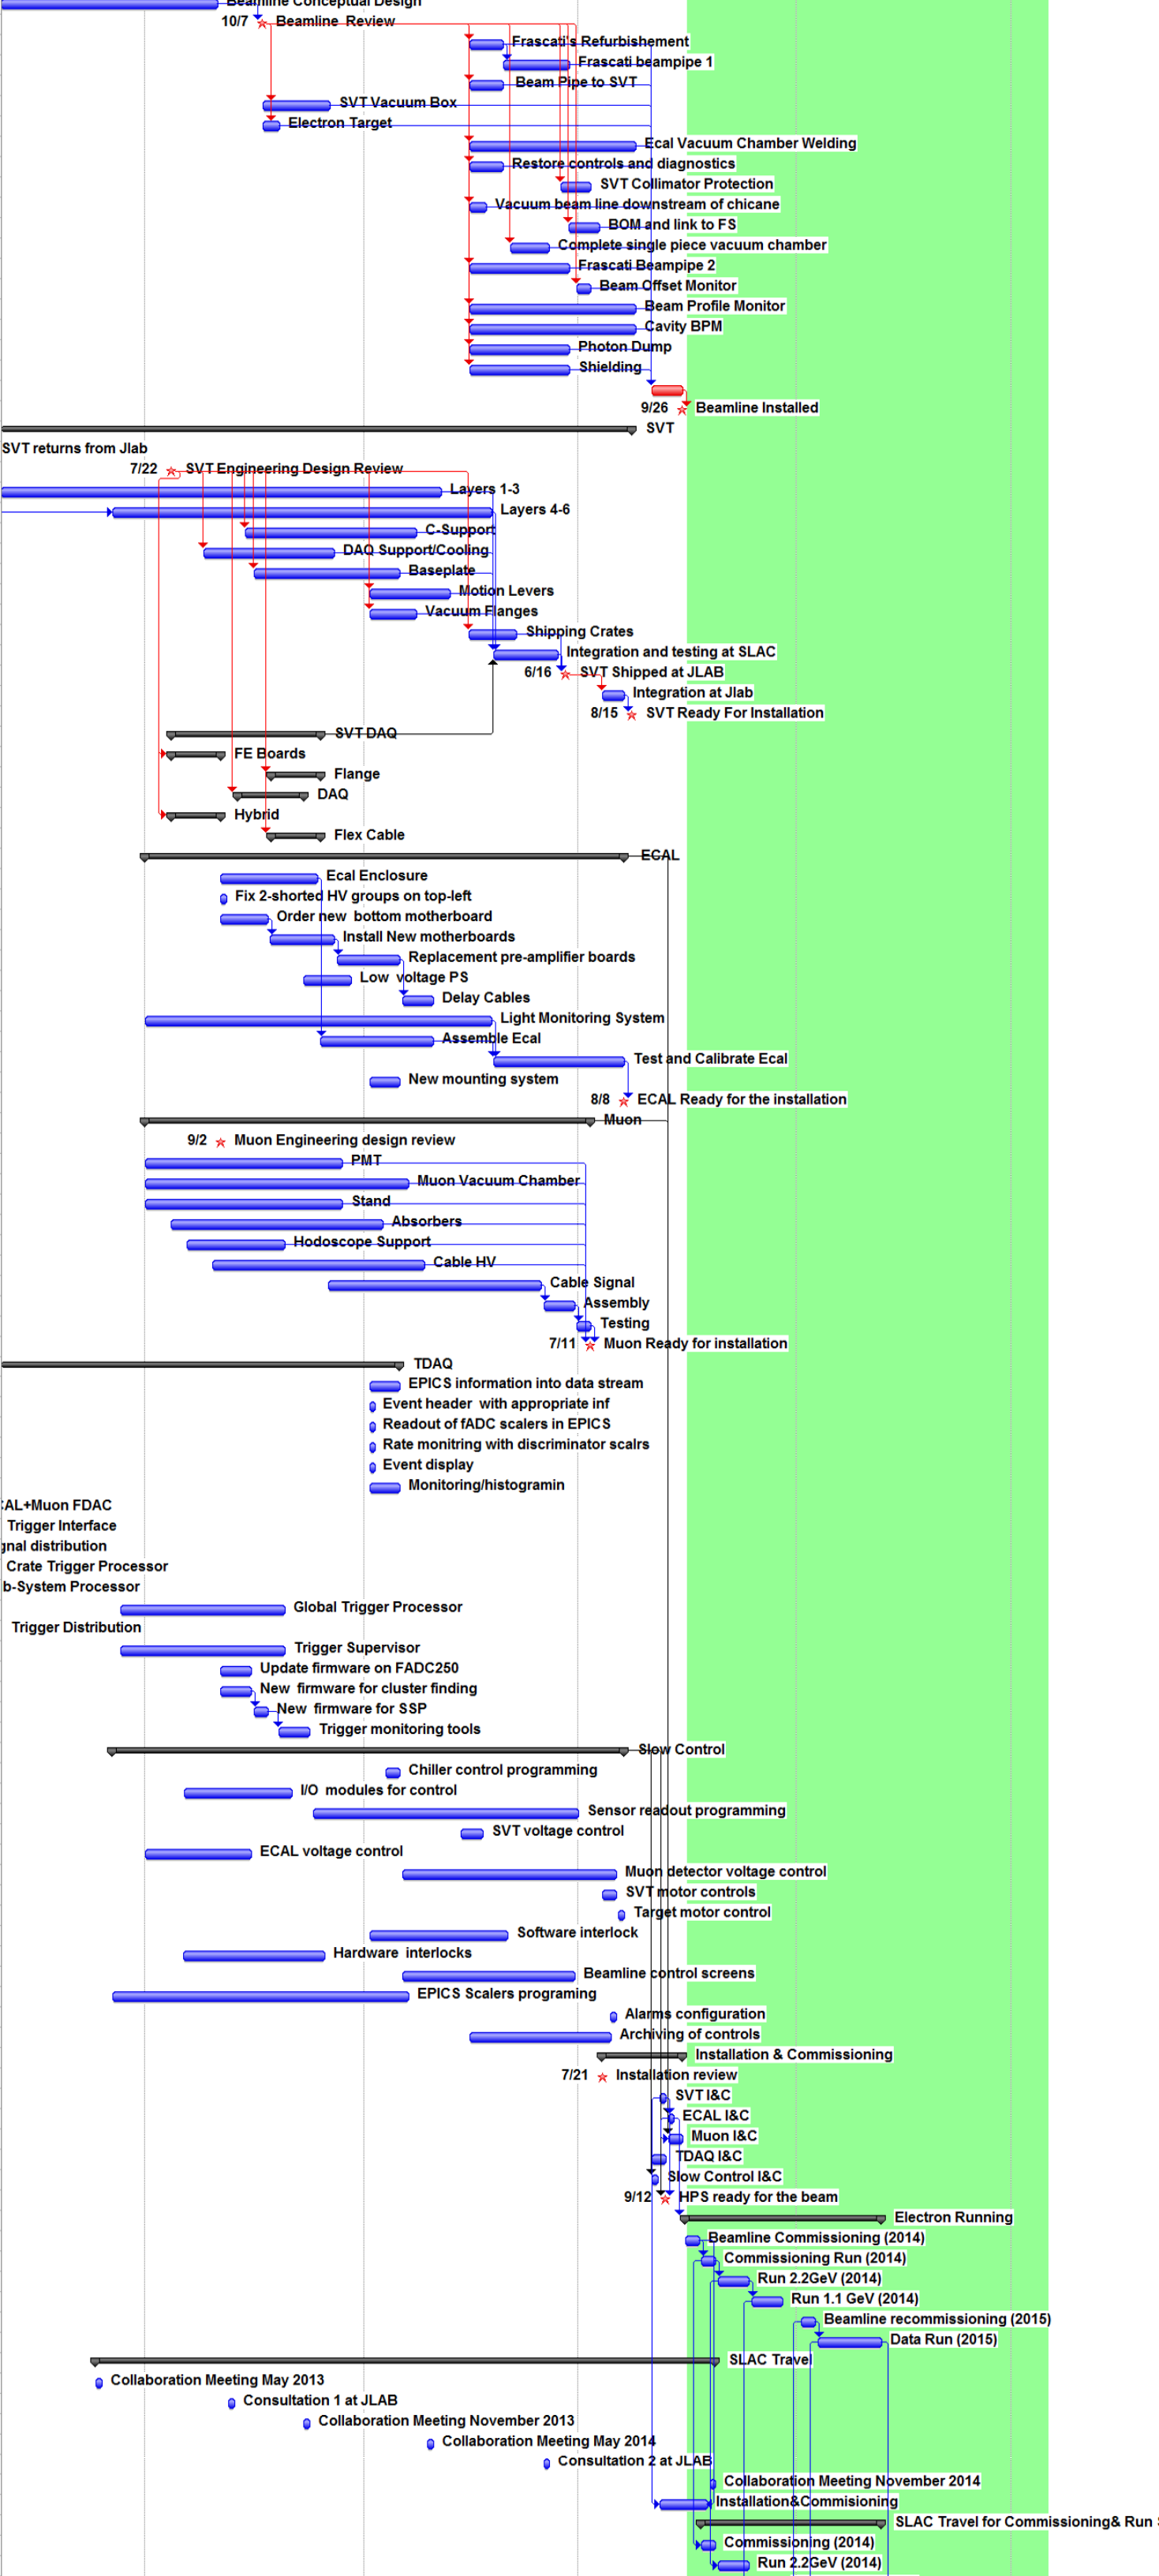 Beamline Conceptual Design
10/7 Beamline Review
Frascati's Refurbishement
Frascati beampipe 1
Beam Pipe to SVT
SVT Vacuum Box
Electron Target
Ecal Vacuum Chamber Welding
Restore controls and diagnostics
SVT Collimator Protection
Vacuum beam line downstream of chicane
BOM and link to FS
Complete single piece vacuum chamber
Frascati Beampipe 2
Beam Offset Monitor
Beam Profile Monitor
Cavity BPM
Photon Dump
Shielding
9/26 Beamline Installed
SVT
SVT returns from Jlab
7/22 SVT Engineering Design Review
Layers 1-3
Layers 4-6
C-Support
DAQ Support/Cooling
Baseplate
Motion Levers
Vacuum Flanges
Shipping Crates
Integration and testing at SLAC
6/16 SVT Shipped at JLAB
Integration at Jlab
8/15 SVT Ready For Installation
SVT DAQ
FE Boards
Flange
DAQ
Hybrid
Flex Cable
ECAL
Ecal Enclosure
Fix 2-shorted HV groups on top-left
Order new bottom motherboard
Install New motherboards
Replacement pre-amplifier boards
Low voltage PS
Delay Cables
Light Monitoring System
Assemble Ecal
Test and Calibrate Ecal
New mounting system
8/8 ECAL Ready for the installation
Muon
9/2 Muon Engineering design review
PMT
Muon Vacuum Chamber
Stand
Absorbers
Hodoscope Support
Cable HV
Cable Signal
Assembly
Testing
7/11 Muon Ready for installation
TDAQ
EPICS information into data stream
Event header with appropriate inf
Readout of fADC scalers in EPICS
Rate monitring with discriminator scalrs
Event display
Monitoring/histogramin
CAL+Muon FDAC
Trigger Interface
gnal distribution
Crate Trigger Processor
b-System Processor
Global Trigger Processor
Trigger Distribution
Trigger Supervisor
Update firmware on FADC250
New firmware for cluster finding
New firmware for SSP
Trigger monitoring tools
Slow Control
Chiller control programming
I/O modules for control
Sensor readout programming
SVT voltage control
ECAL voltage control
Muon detector voltage control
SVT motor controls
Target motor control
Software interlock
Hardware interlocks
Beamline control screens
EPICS Scalers programing
Alarms configuration
Archiving of controls
Installation & Commissioning
7/21 Installation review
SVT I&C
ECAL I&C
Muon I&C
TDAQ I&C
Slow Control I&C
9/12 HPS ready for the beam
Electron Running
Beamline Commissioning (2014)
Commissioning Run (2014)
Run 2.2GeV (2014)
Run 1.1 GeV (2014)
Beamline recommissioning (2015)
Data Run (2015)
SLAC Travel
Collaboration Meeting May 2013
Consultation 1 at JLAB
Collaboration Meeting November 2013
Collaboration Meeting May 2014
Consultation 2 at JLAB
Collaboration Meeting November 2014
Installation&Commisioning
SLAC Travel for Commissioning& Run
Commissioning (2014)
Run 2.2GeV (2014)